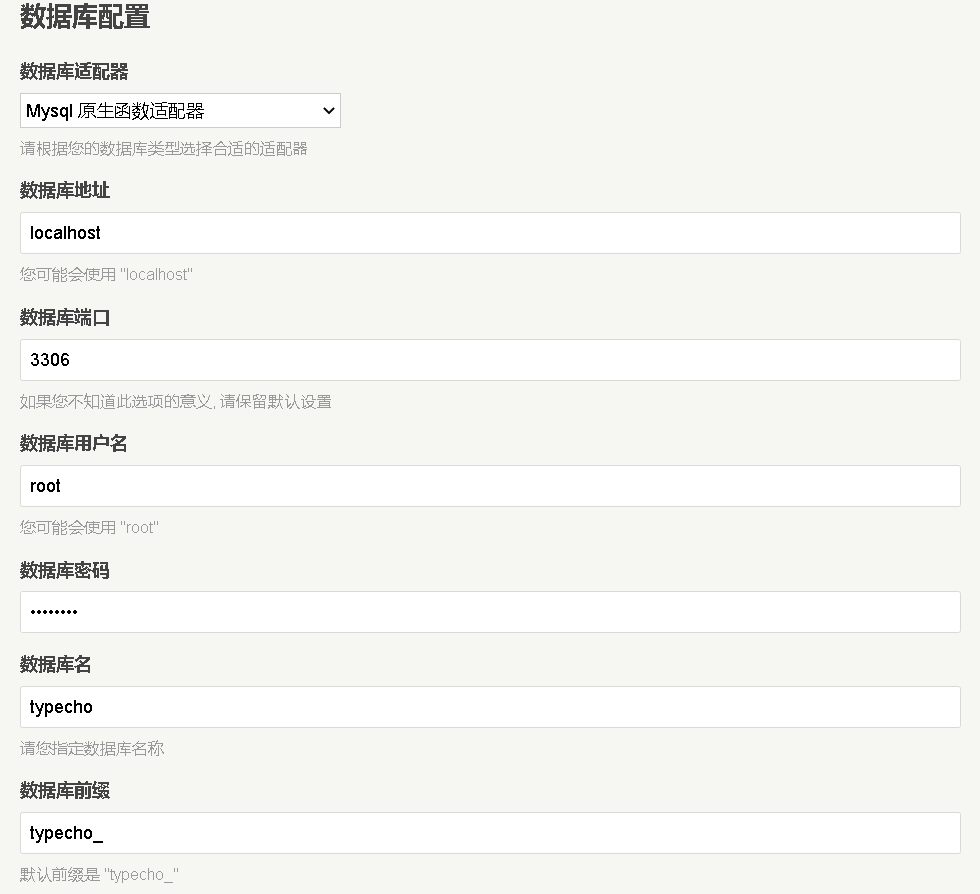 数据库配置
数据库适配器
Mysql 原生函数适配器
请根据您的数据库类型选择合适的适配器
数据库地址
localhost
您可能会使用 "localhost"
数据库端口
3306
如果您不知道此选项的意义, 请保留默认设置
数据库用户名
root
您可能会使用 "root"
数据库密码
••••••••
数据库名
typecho
请您指定数据库名称
数据库前缀
typecho_
默认前缀是 "typecho_"